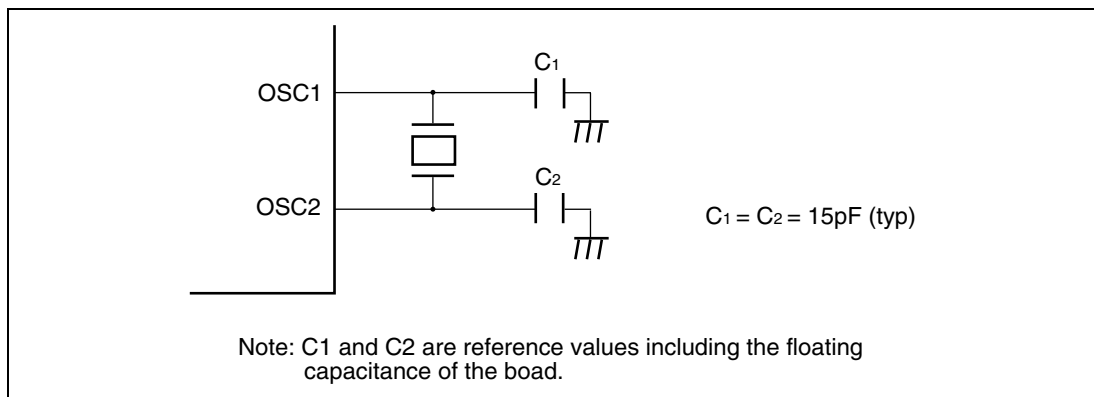 C1
OSC1
C2
OSC2
C1 = C2 = 15pF (typ)
Note: C1 and C2 are reference values including the floating
capacitance of the boad.